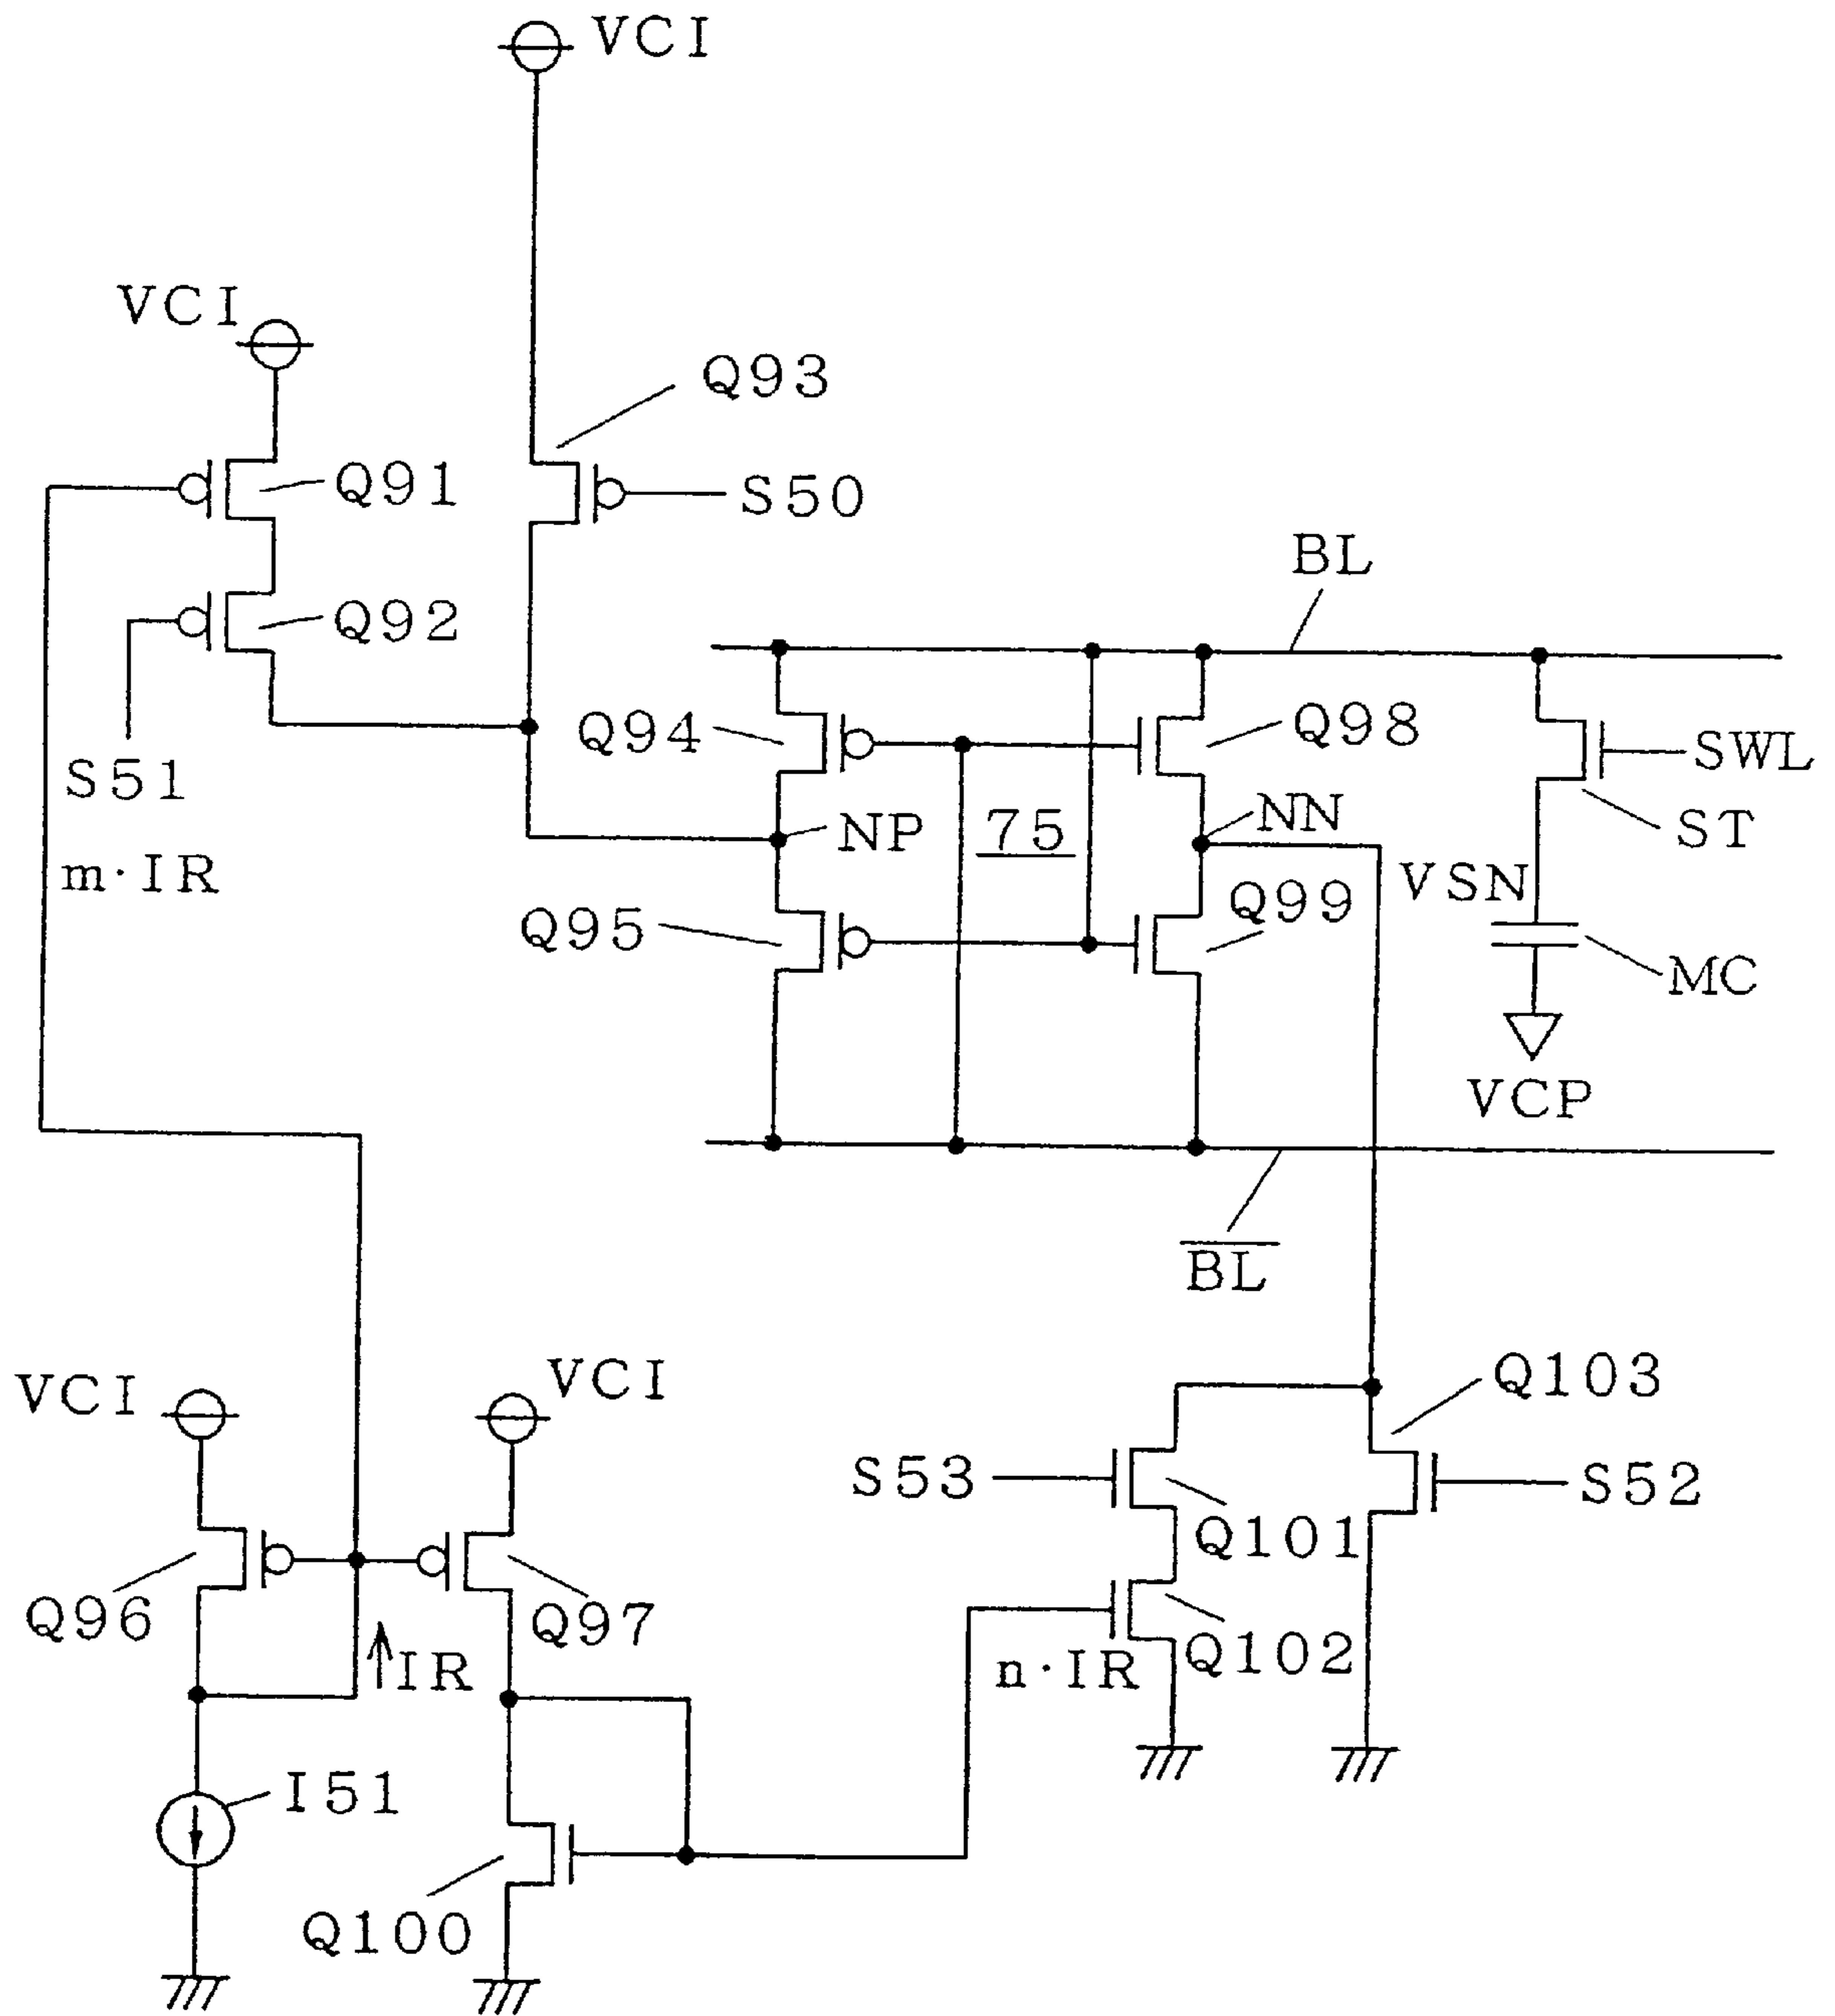 VCI
VCI
Q93
Q91
S50
BL
Q92
Q94
Q98
SWL
S51
NP
75
NN
ST
m·IR
VSN
Q95
Q99
MC
VCP
BL
VCI
VCI
Q103
S53
S52
Q101
Q96
Q97
n·IR
Q102
IR
I51
Q100